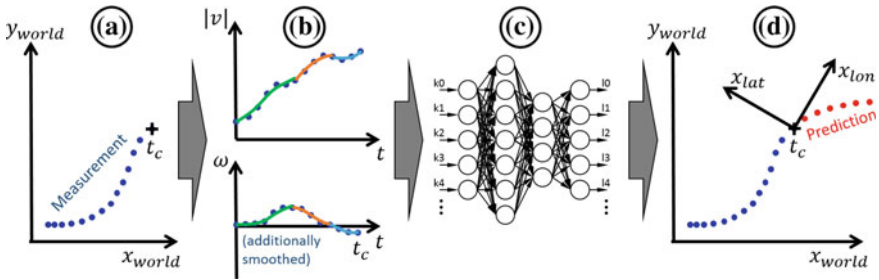 (a)
y_world
Measurement
t_c
x_world
(b)
|v|
t
ω
(additionally
smoothed)
t_c
t
(c)
k0
k1
k2
k3
k4
⋮
l0
l1
l2
l3
l4
⋮
(d)
y_world
x_lat
x_lon
t_c
Prediction
x_world